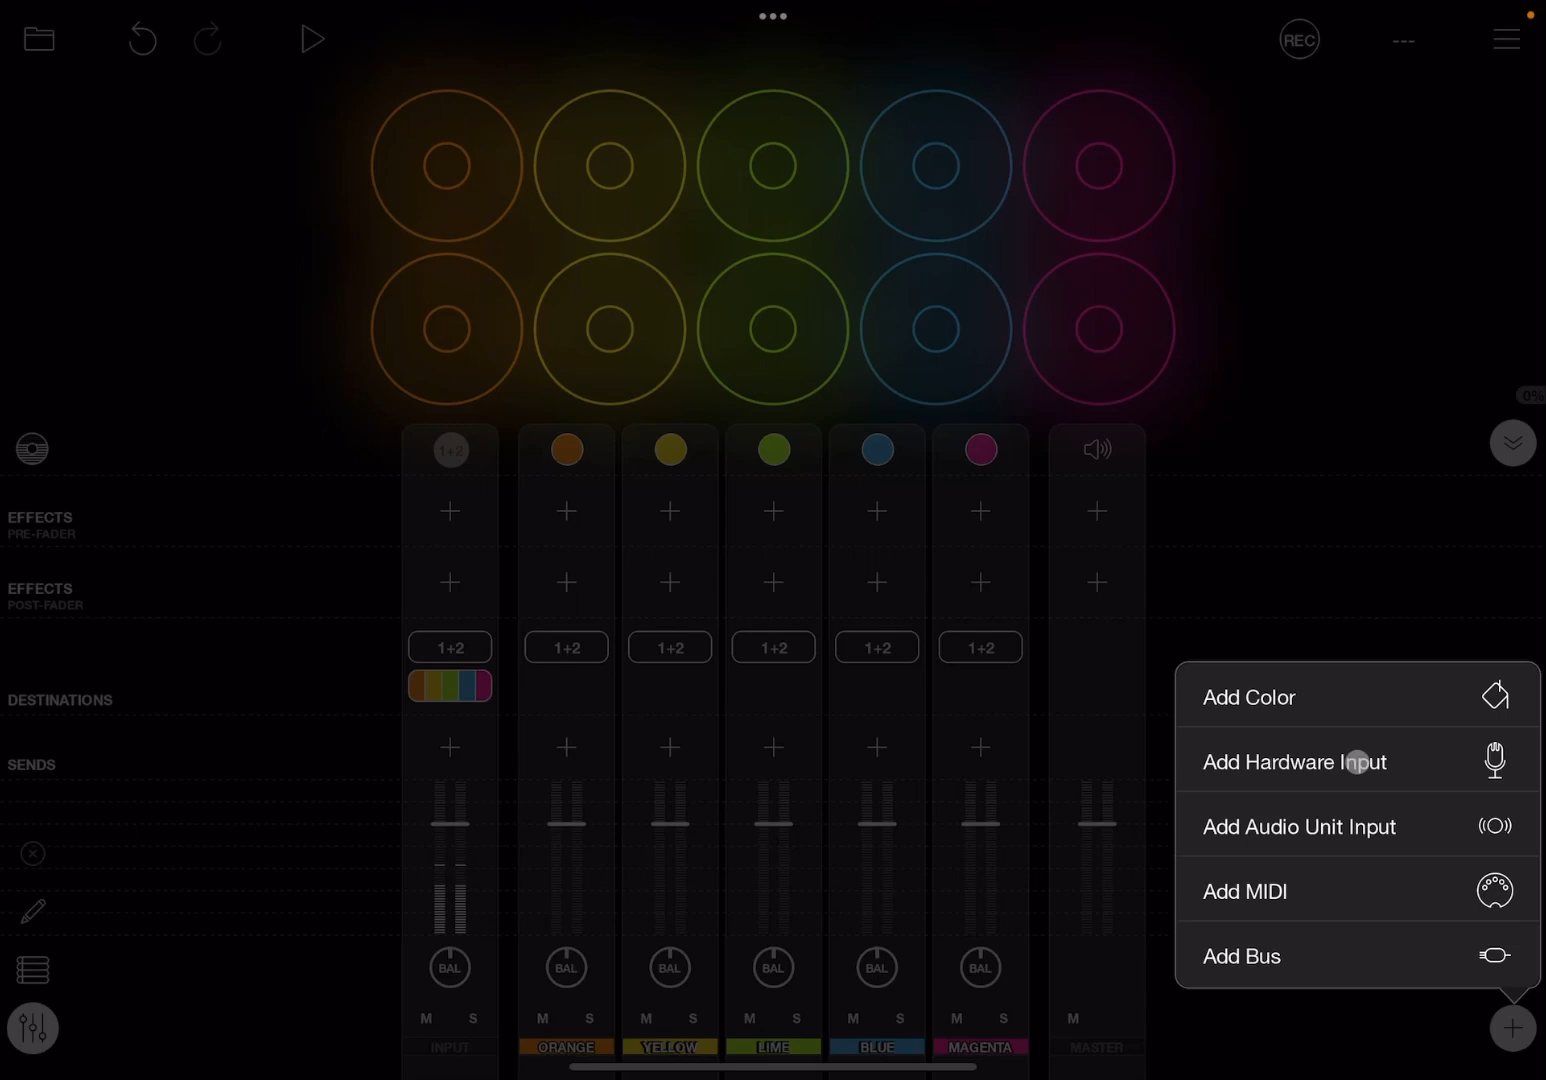 REC
---
0%
1+2
EFFECTS
PRE-FADER
EFFECTS
POST-FADER
1+2 1+2 1+2 1+2 1+2 1+2
DESTINATIONS
SENDS
Add Color
Add Hardware Input
Add Audio Unit Input
Add MIDI
Add Bus
BAL BAL BAL BAL BAL BAL
M S M S M S M S M S M S M
INPUT ORANGE YELLOW LIME BLUE MAGENTA MASTER